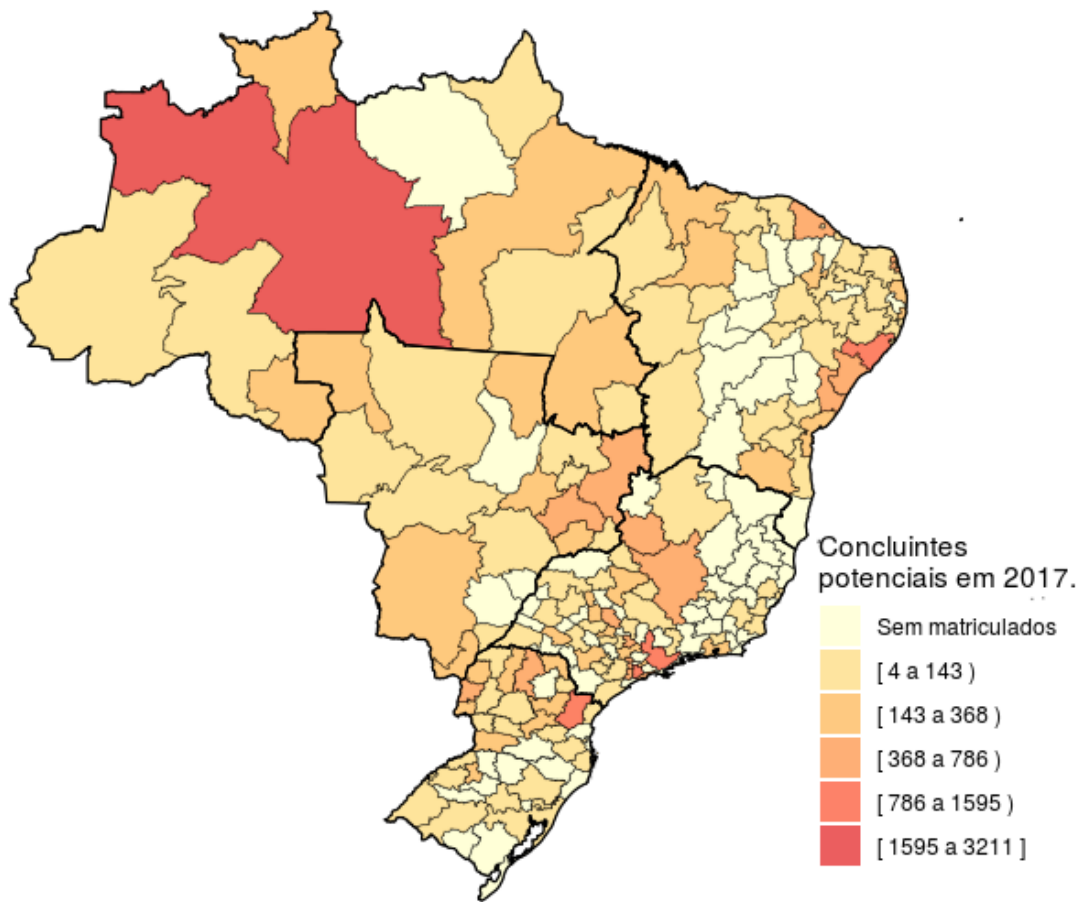 Concluintes
potenciais em 2017.
Sem matriculados
[ 4 a 143 )
[ 143 a 368 )
[ 368 a 786 )
[ 786 a 1595 )
[ 1595 a 3211 ]